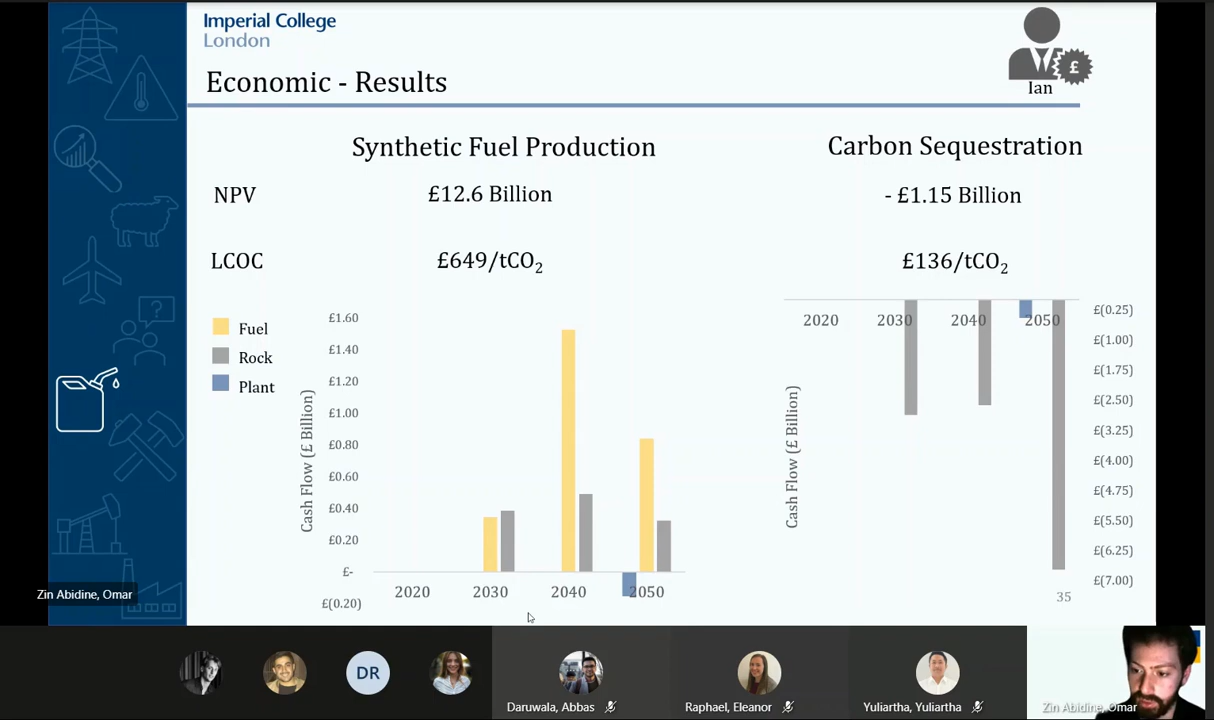 Imperial College
London
Ian
£
Economic - Results
Synthetic Fuel Production
Carbon Sequestration
NPV
£12.6 Billion
- £1.15 Billion
LCOC
£649/tCO₂
£136/tCO₂
Fuel
Rock
Plant
Cash Flow (£ Billion)
£1.60
£1.40
£1.20
£1.00
£0.80
£0.60
£0.40
£0.20
£-
£(0.20)
2020
2030
2040
2050
Cash Flow (£ Billion)
2020
2030
2040
2050
£(0.25)
£(1.00)
£(1.75)
£(2.50)
£(3.25)
£(4.00)
£(4.75)
£(5.50)
£(6.25)
£(7.00)
35
?
Zin Abidine, Omar
DR
Daruwala, Abbas
Raphael, Eleanor
Yuliartha, Yuliartha
Zin Abidine, Omar